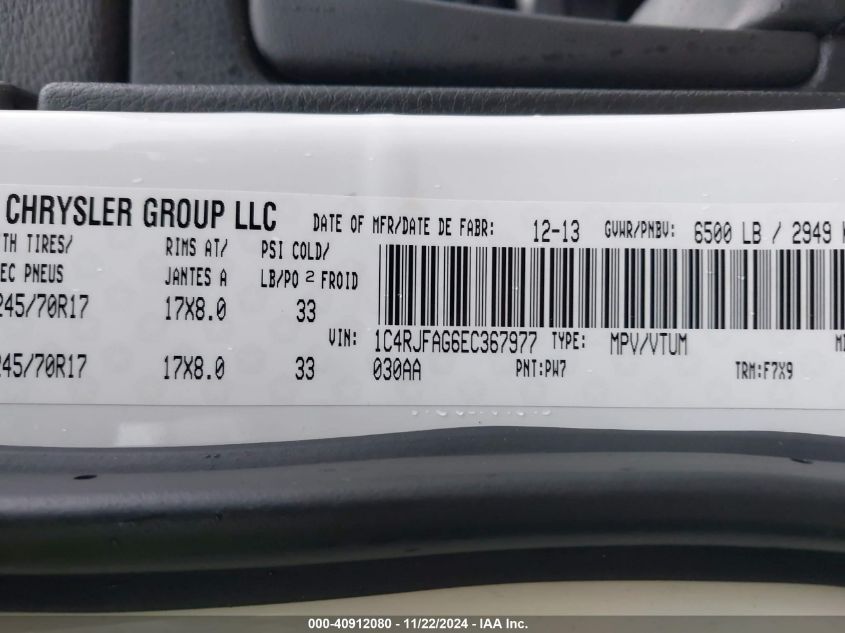 CHRYSLER GROUP LLC DATE OF MFR/DATE DE FABR: 12-13 GVWR/PNBV: 6500 LB / 2949
TH TIRES/ RIMS AT/ PSI COLD/
EC PNEUS JANTES A LB/PO 2 FROID
245/70R17 17X8.0 33
VIN: 1C4RJFAG6EC367977 TYPE: MPV/VTUM
245/70R17 17X8.0 33 030AA PNT:PW7 TRM:F7X9
000-40912080 - 11/22/2024 - IAA Inc.